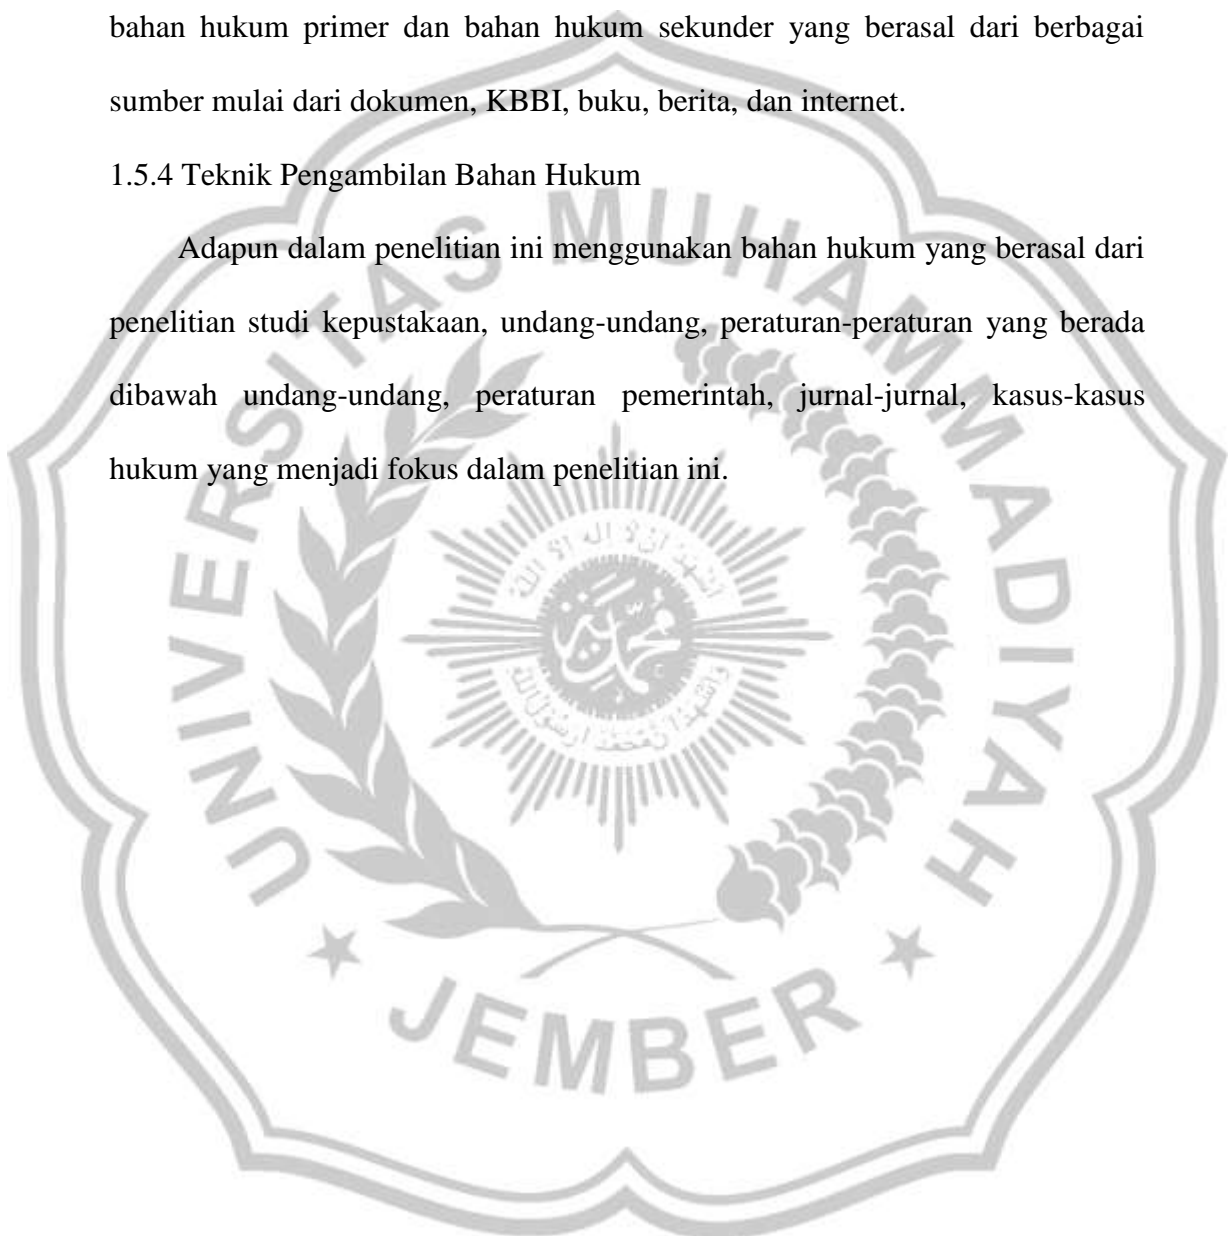 bahan hukum primer dan bahan hukum sekunder yang berasal dari berbagai
sumber mulai dari dokumen, KBBI, buku, berita, dan internet.
1.5.4 Teknik Pengambilan Bahan Hukum
Adapun dalam penelitian ini menggunakan bahan hukum yang berasal dari
penelitian studi kepustakaan, undang-undang, peraturan-peraturan yang berada
dibawah undang-undang, peraturan pemerintah, jurnal-jurnal, kasus-kasus
hukum yang menjadi fokus dalam penelitian ini.
UNIVERSITAS MUHAMMADIYAH
JEMBER